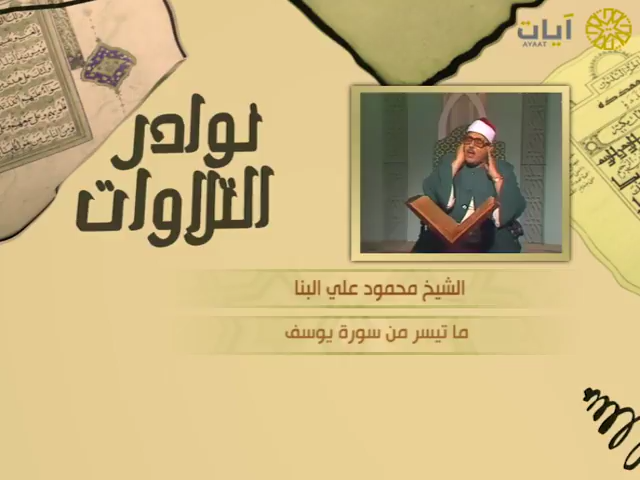 آيات
AYAAT
نوادر
التلاوات
الشيخ محمود علي البنا
ما تيسر من سورة يوسف